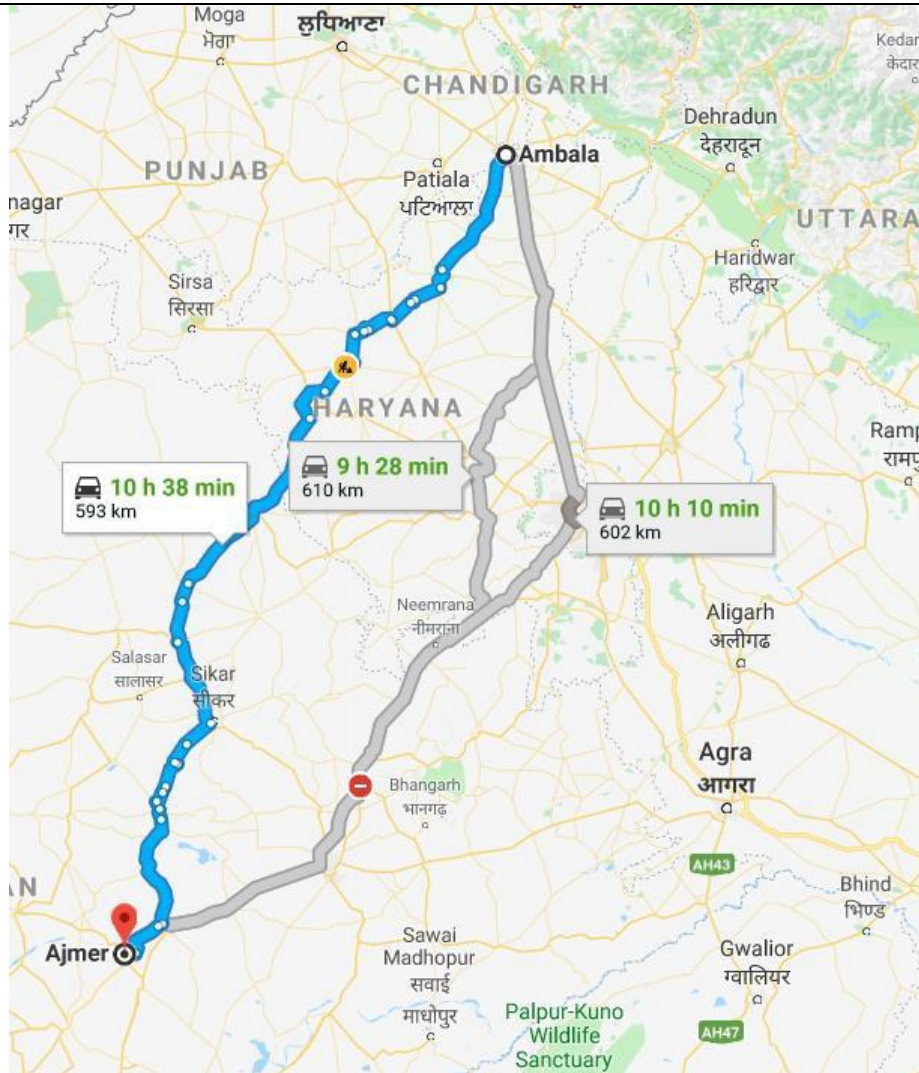 Moga
ਮੋਗਾ
ਲੁਧਿਆਣਾ
Kedar
केदार
CHANDIGARH
Dehradun
देहरादून
Ambala
PUNJAB
Patiala
ਪਟਿਆਲਾ
nagar
गर
UTTARA
Haridwar
हरिद्वार
Sirsa
सिरसा
HARYANA
Ramp
रामपु
9 h 28 min
610 km
10 h 38 min
593 km
10 h 10 min
602 km
Neemrana
नीमराना
Aligarh
अलीगढ
Salasar
सालासर
Sikar
सीकर
Agra
आगरा
Bhangarh
भानगढ़
AH43
AN
Bhind
भिण्ड
Ajmer
Sawai
Madhopur
सवाई
माधोपुर
Gwalior
ग्वालियर
Palpur-Kuno
Wildlife
Sanctuary
AH47